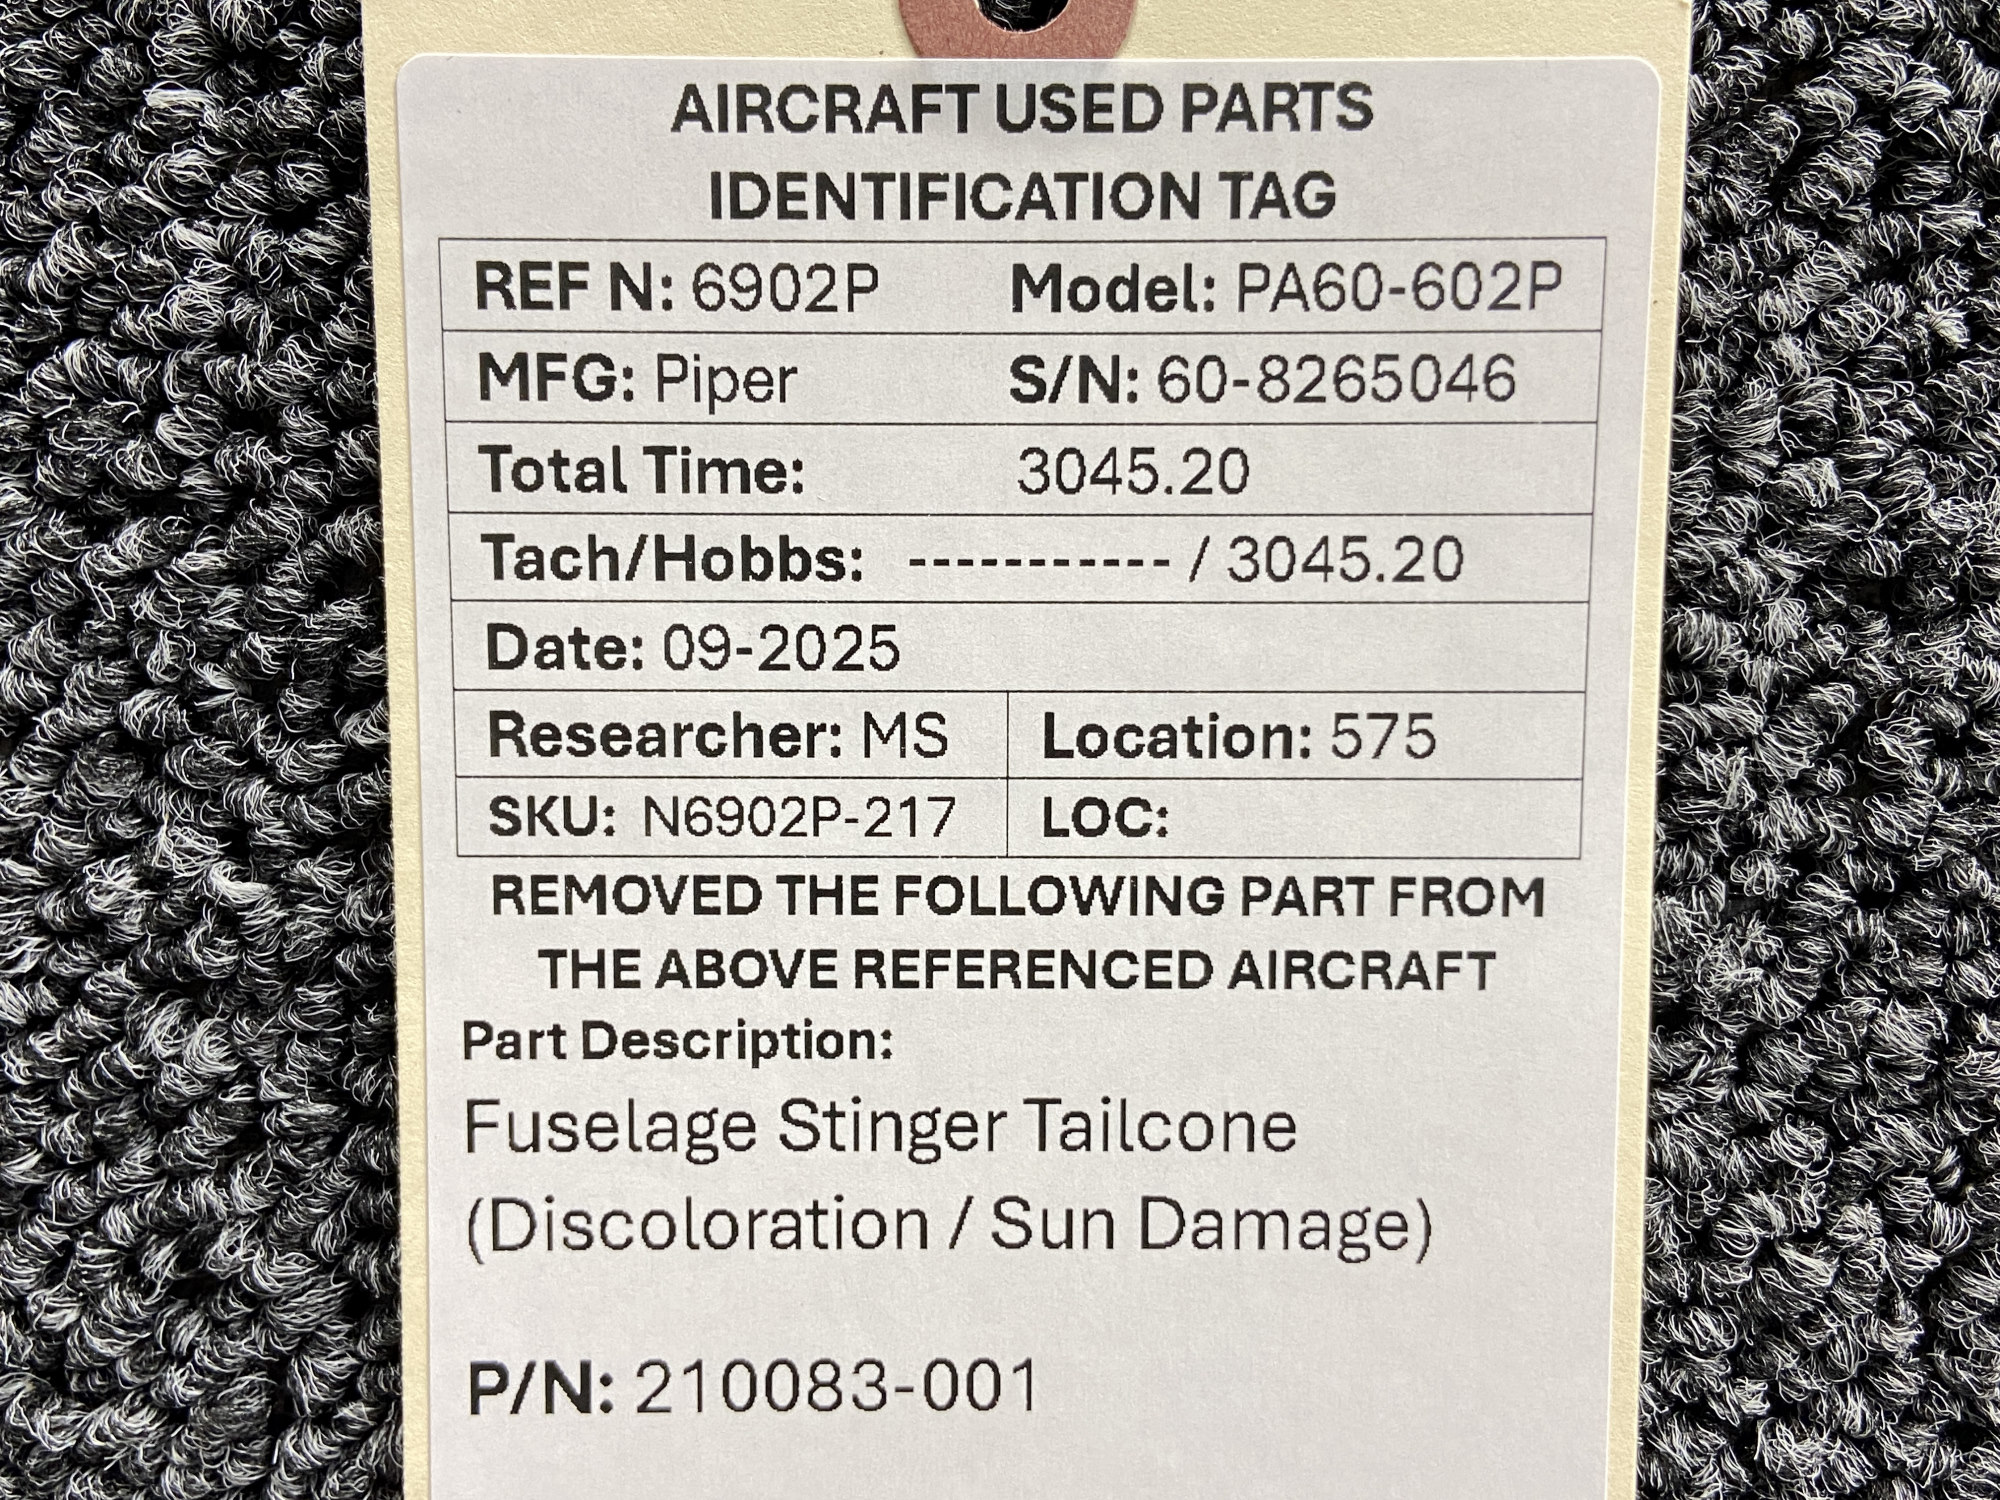 AIRCRAFT USED PARTS
IDENTIFICATION TAG
REF N: 6902P Model: PA60-602P
MFG: Piper S/N: 60-8265046
Total Time: 3045.20
Tach/Hobbs: ----------- / 3045.20
Date: 09-2025
Researcher: MS Location: 575
SKU: N6902P-217 LOC:
REMOVED THE FOLLOWING PART FROM
THE ABOVE REFERENCED AIRCRAFT
Part Description:
Fuselage Stinger Tailcone
(Discoloration / Sun Damage)
P/N: 210083-001